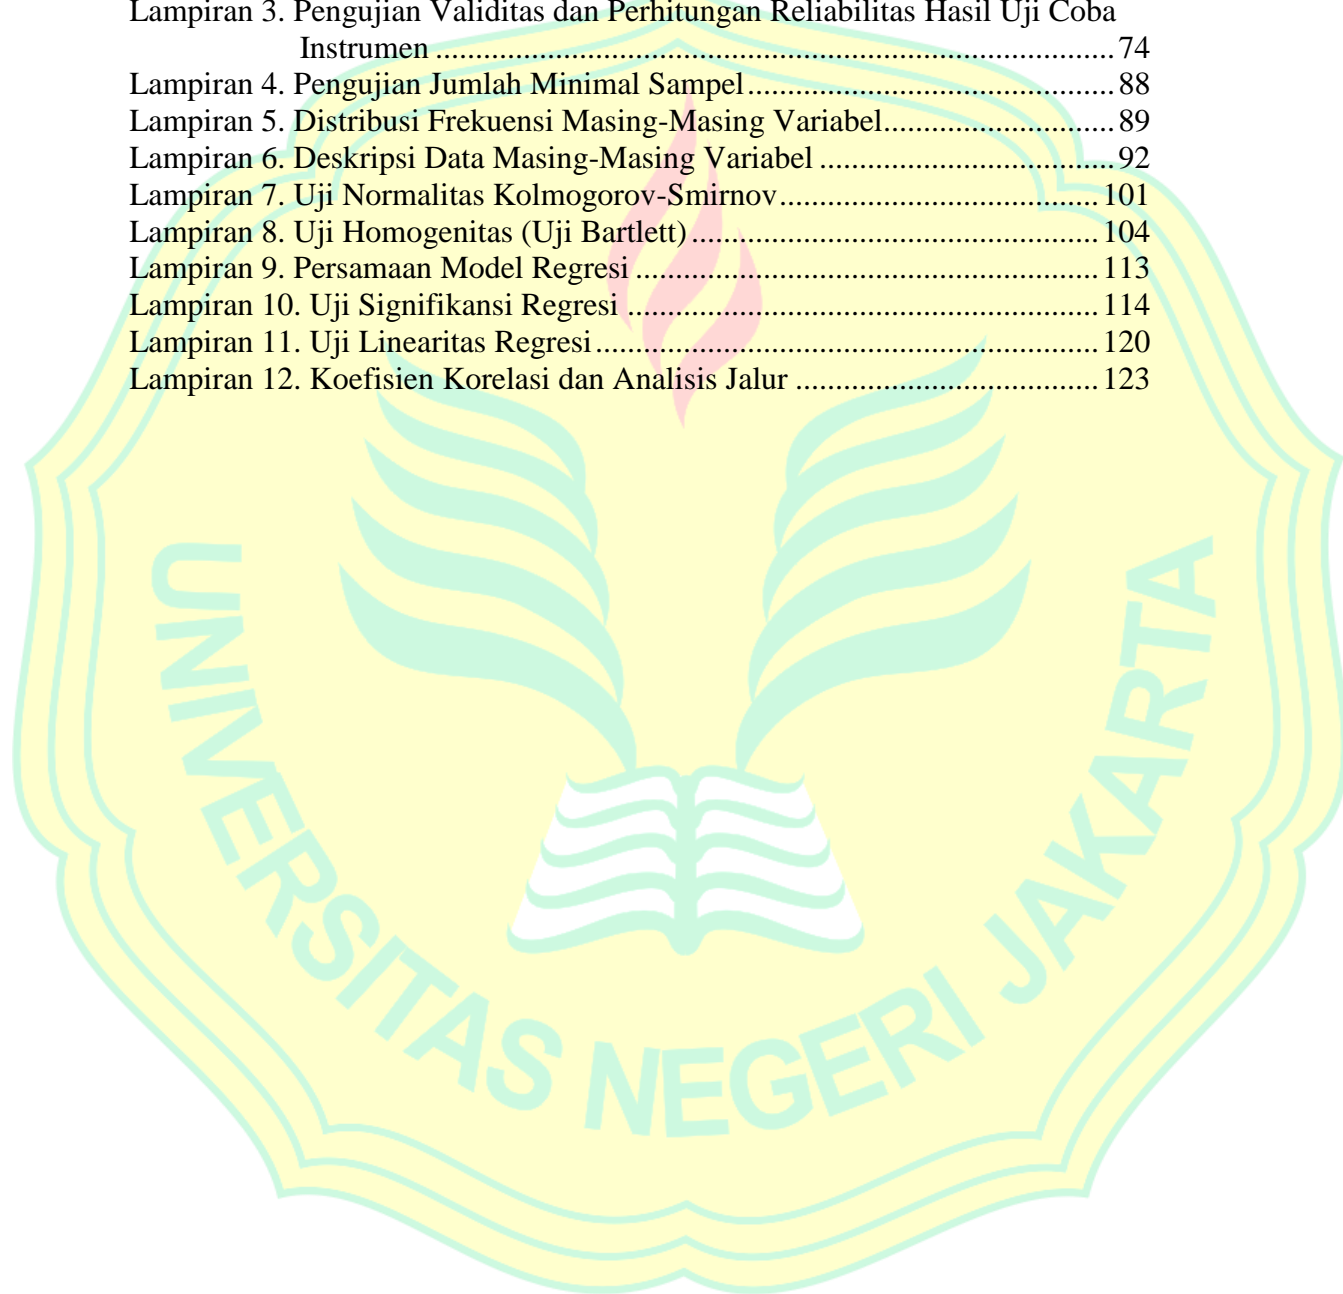 Lampiran 3. Pengujian Validitas dan Perhitungan Reliabilitas Hasil Uji Coba
Instrumen ........................................................................................ 74
Lampiran 4. Pengujian Jumlah Minimal Sampel ............................................... 88
Lampiran 5. Distribusi Frekuensi Masing-Masing Variabel............................. 89
Lampiran 6. Deskripsi Data Masing-Masing Variabel ...................................... 92
Lampiran 7. Uji Normalitas Kolmogorov-Smirnov......................................... 101
Lampiran 8. Uji Homogenitas (Uji Bartlett) .................................................... 104
Lampiran 9. Persamaan Model Regresi ........................................................... 113
Lampiran 10. Uji Signifikansi Regresi ............................................................ 114
Lampiran 11. Uji Linearitas Regresi ................................................................ 120
Lampiran 12. Koefisien Korelasi dan Analisis Jalur ....................................... 123
UNIVERSITAS NEGERI JAKARTA